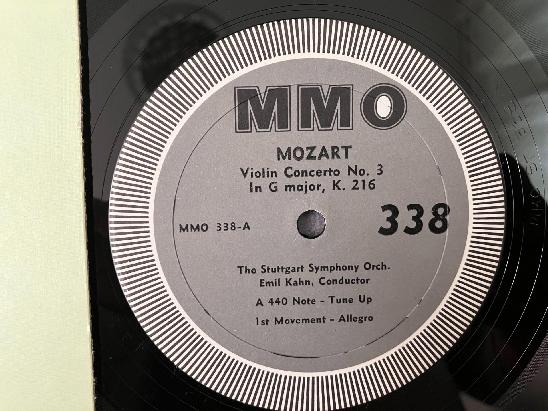 MMO
MOZART
Violin Concerto No. 3
In G major, K. 216
MMO 338-A
338
The Stuttgart Symphony Orch.
Emil Kahn, Conductor
A 440 Note - Tune Up
1st Movement - Allegro